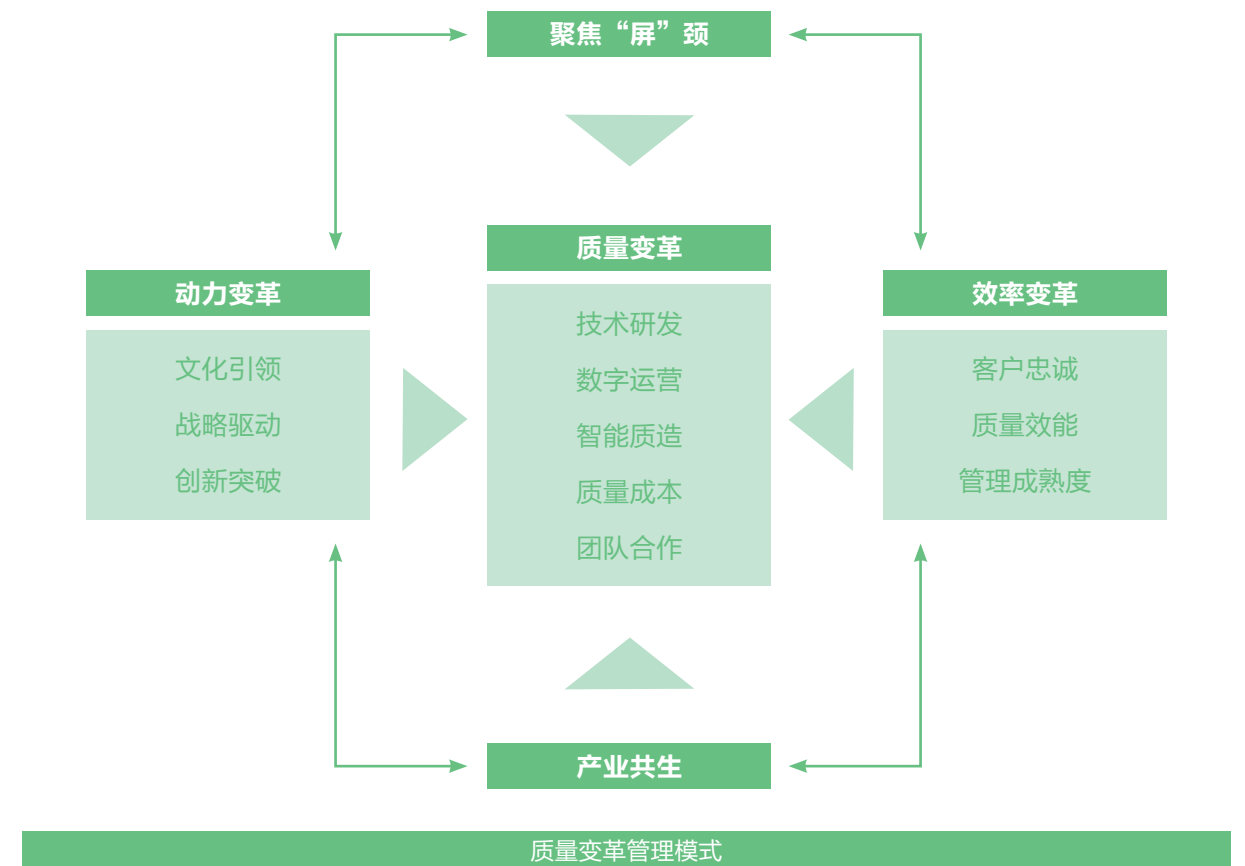 聚焦“屏”颈
动力变革
文化引领
战略驱动
创新突破
质量变革
技术研发
数字运营
智能质造
质量成本
团队合作
效率变革
客户忠诚
质量效能
管理成熟度
产业共生
质量变革管理模式